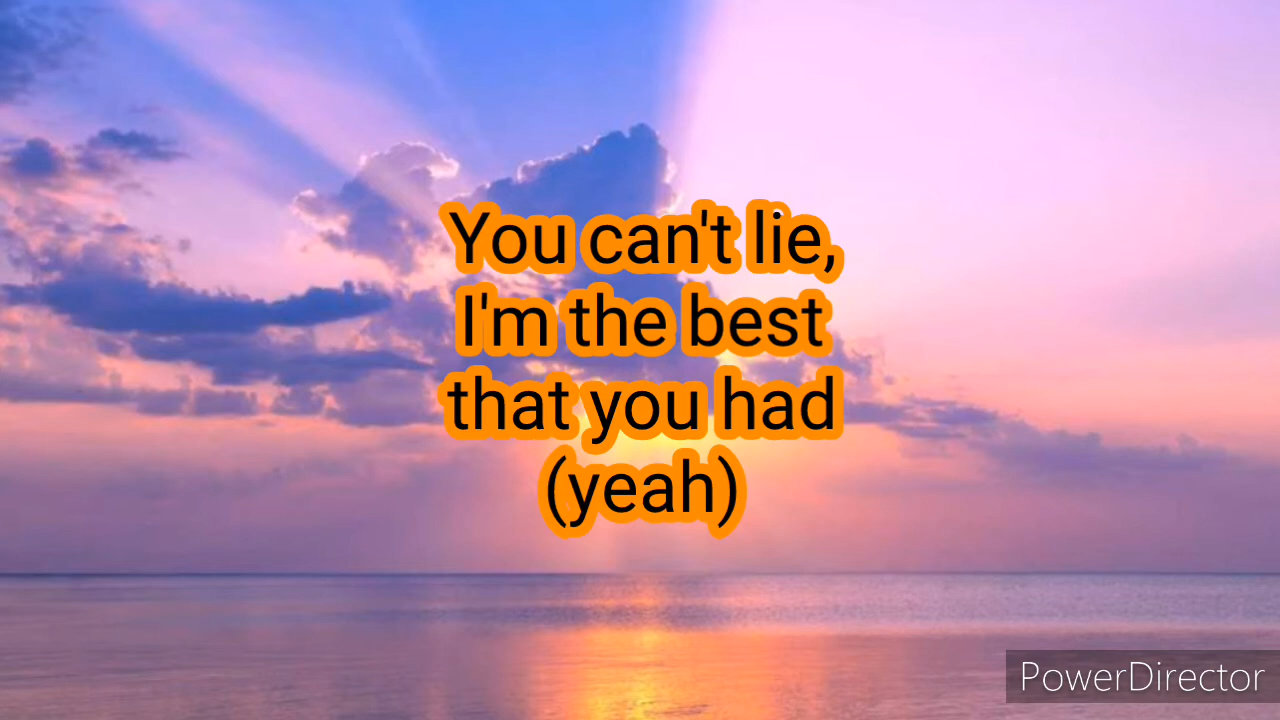 You can't lie,
I'm the best
that you had
(yeah)
PowerDirector